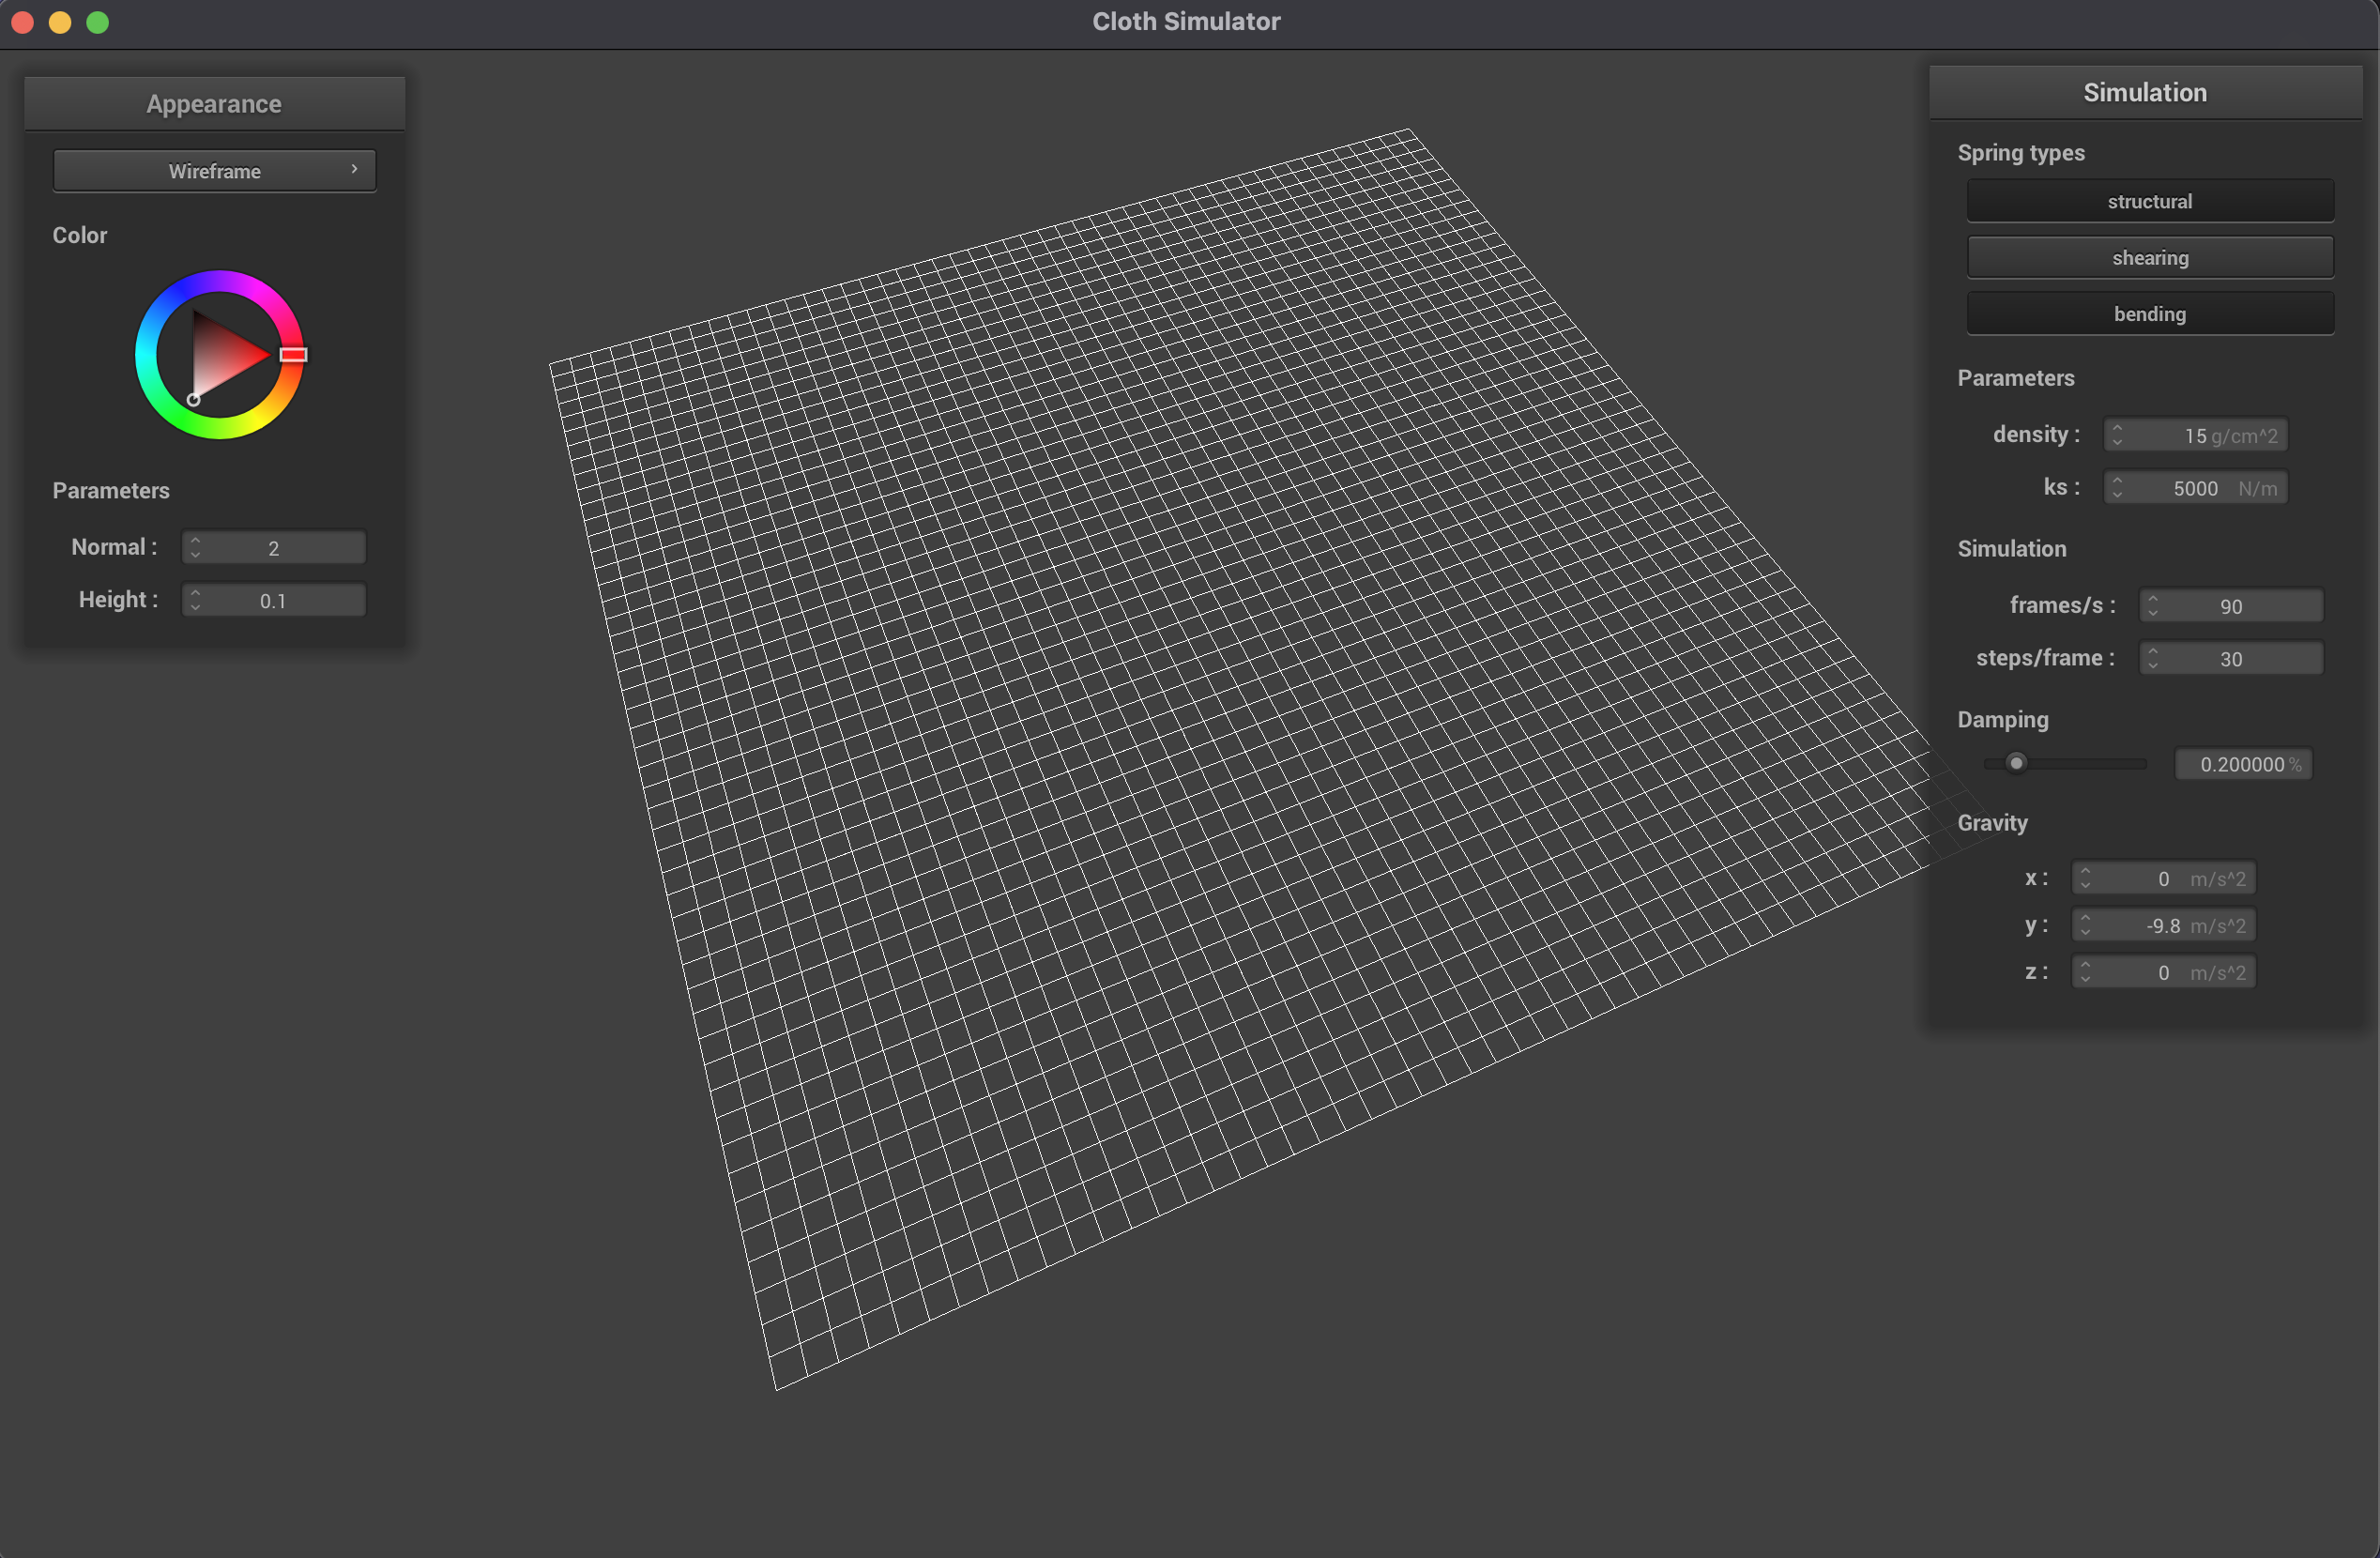 Cloth Simulator
Appearance
Wireframe
Color
Parameters
Normal : 2
Height : 0.1
Simulation
Spring types
structural
shearing
bending
Parameters
density : 15 g/cm^2
ks : 5000 N/m
Simulation
frames/s : 90
steps/frame : 30
Damping
0.200000 %
Gravity
x : 0 m/s^2
y : -9.8 m/s^2
z : 0 m/s^2